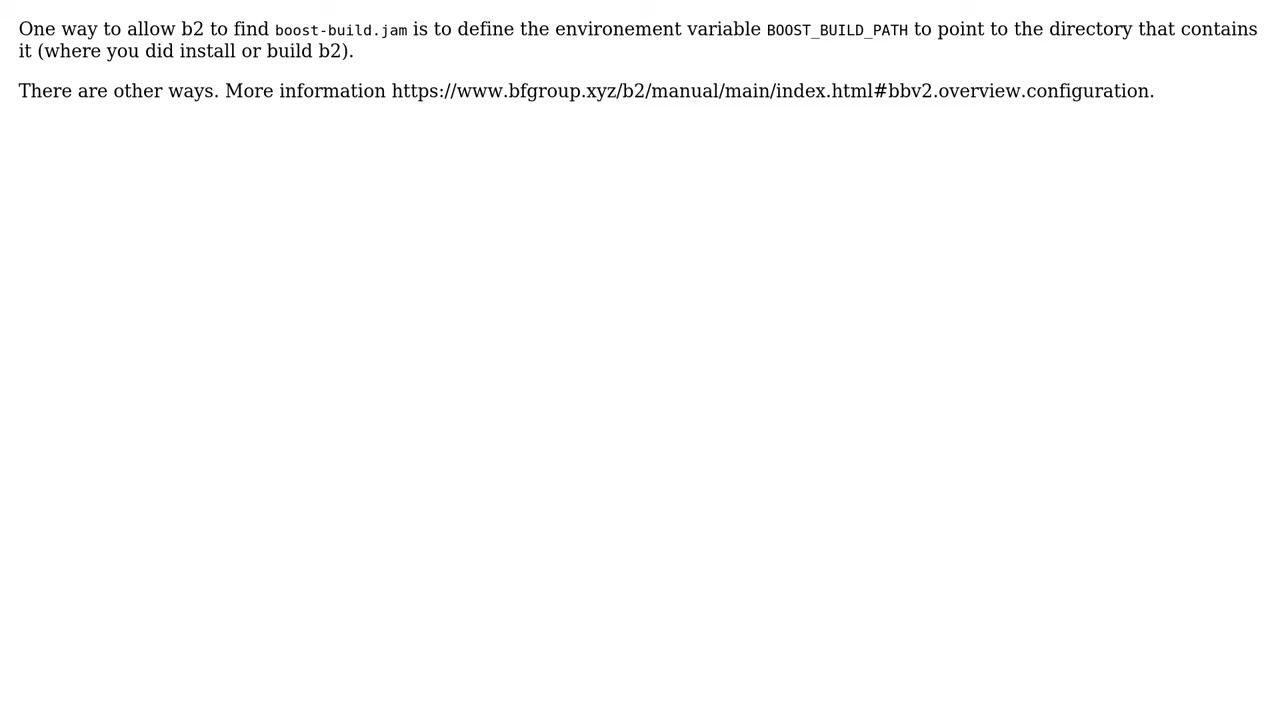 One way to allow b2 to find boost-build.jam is to define the environement variable BOOST_BUILD_PATH to point to the directory that contains
it (where you did install or build b2).
There are other ways. More information https://www.bfgroup.xyz/b2/manual/main/index.html#bbv2.overview.configuration.